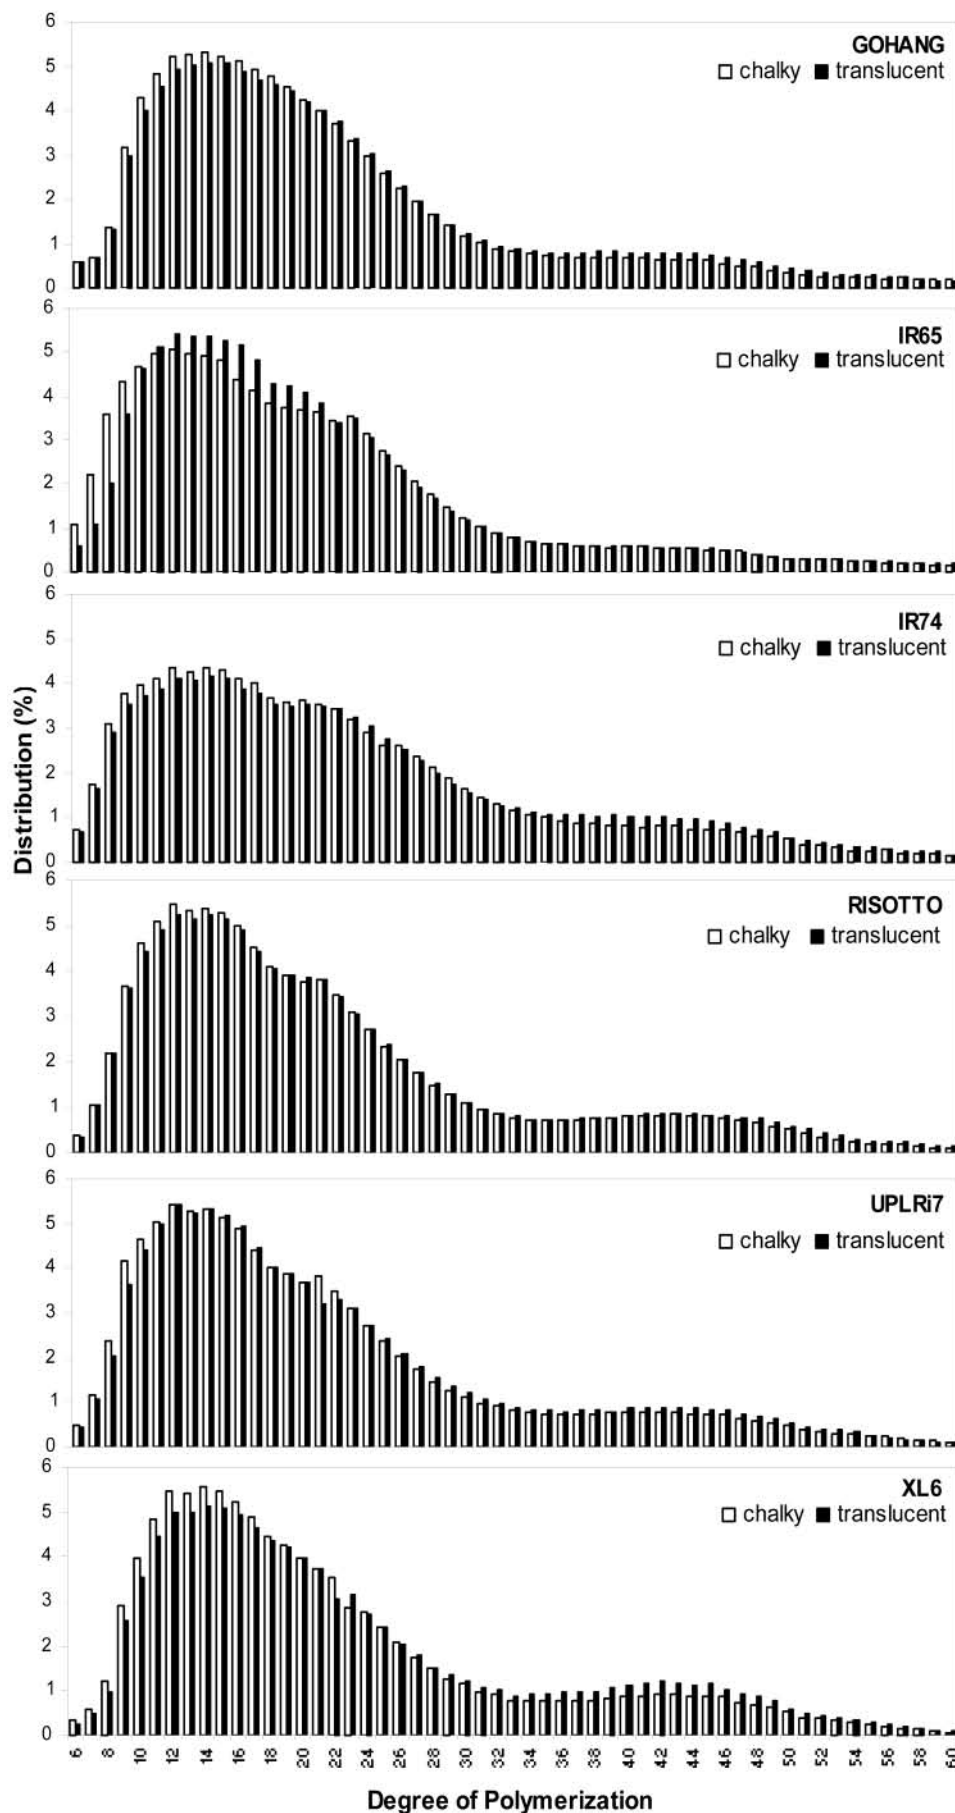 6
5
4
3
2
1
0
GOHANG
chalky translucent
6
5
4
3
2
1
0
IR65
chalky translucent
6
5
4
3
2
1
0
IR74
chalky translucent
Distribution (%)
6
5
4
3
2
1
0
RISOTTO
chalky translucent
6
5
4
3
2
1
0
UPLRi7
chalky translucent
6
5
4
3
2
1
0
XL6
chalky translucent
6 8 10 12 14 16 18 20 22 24 26 28 30 32 34 36 38 40 42 44 46 48 50 52 54 56 58 60
Degree of Polymerization